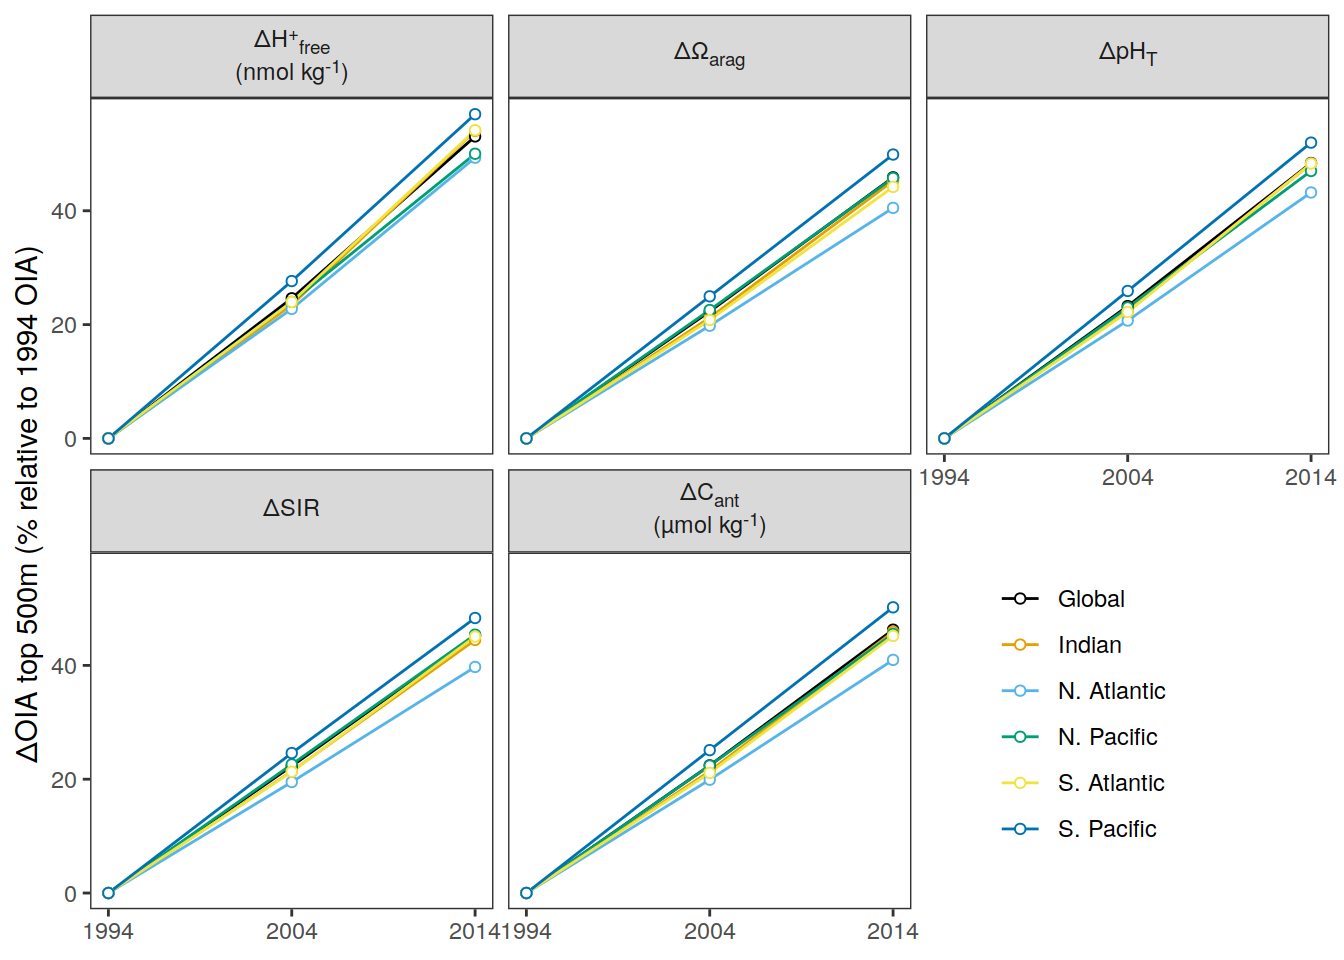 ΔH⁺free
(nmol kg⁻¹)
ΔΩarag
ΔpHT
40
20
0
1994
2004
2014
ΔOIA top 500m (% relative to 1994 OIA)
ΔSIR
ΔCant
(μmol kg⁻¹)
40
20
0
1994
2004
2014
1994
2004
2014
Global
Indian
N. Atlantic
N. Pacific
S. Atlantic
S. Pacific